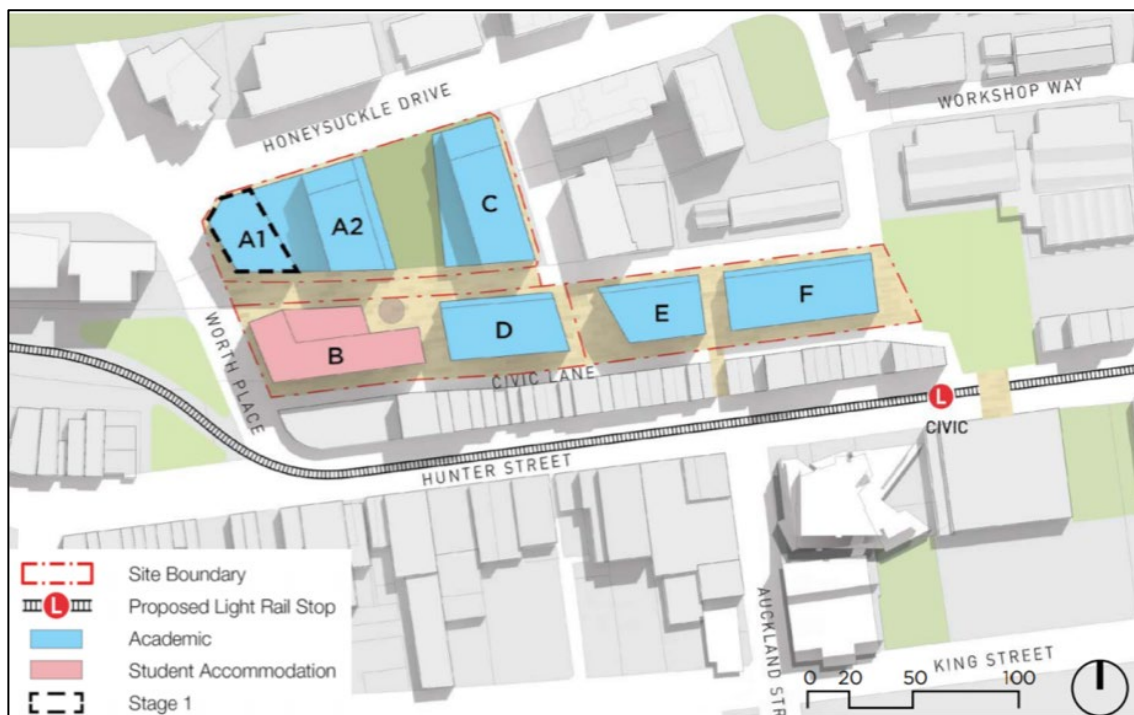 HONEYSUCKLE DRIVE
WORKSHOP WAY
A1
A2
C
WORTH PLACE
B
D
E
F
CIVIC LANE
L
CIVIC
HUNTER STREET
AUCKLAND STR
KING STREET
Site Boundary
L Proposed Light Rail Stop
Academic
Student Accommodation
Stage 1
0 20 50 100